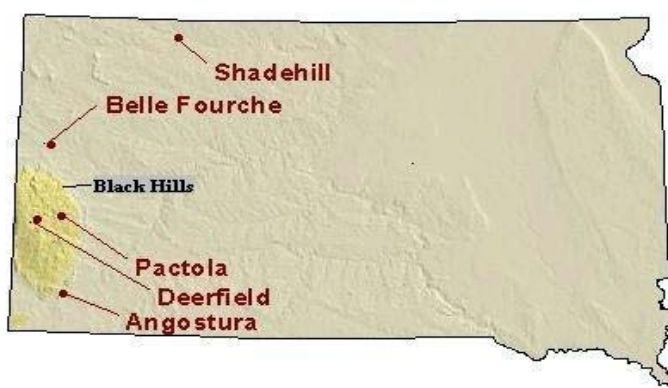 Shadehill
Belle Fourche
Black Hills
Pactola
Deerfield
Angostura